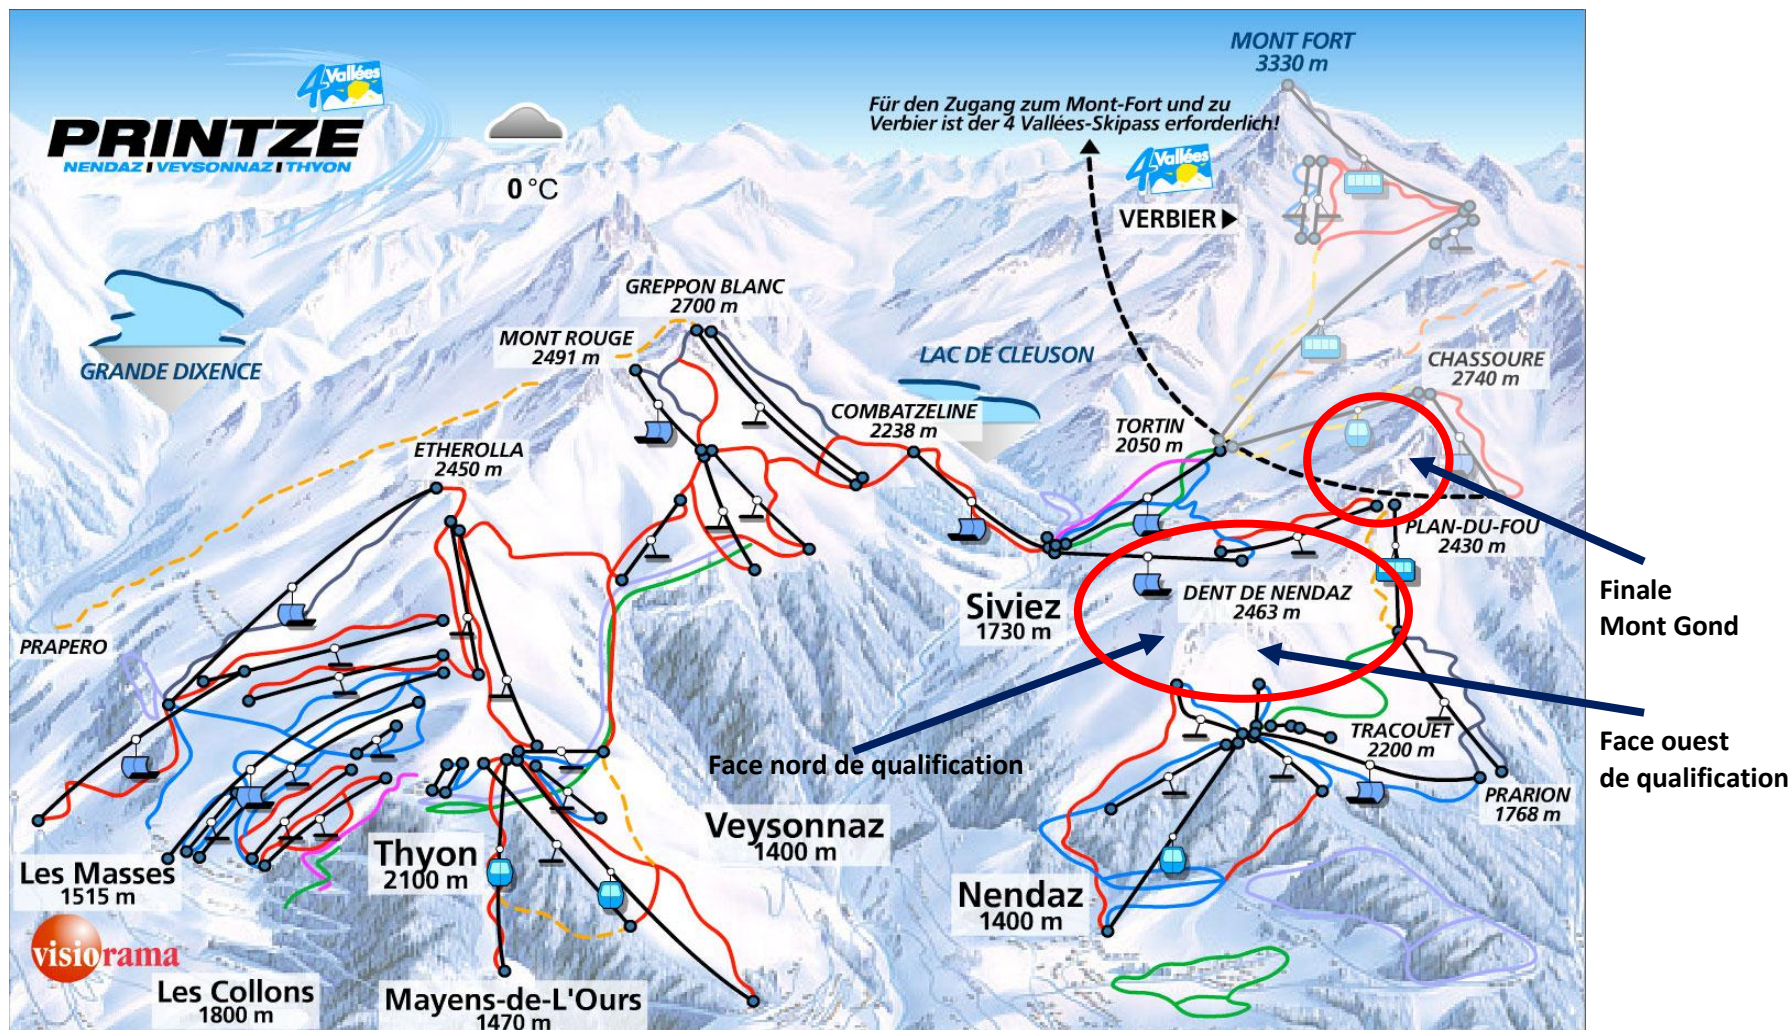 MONT FORT
3330 m
4 Vallées
PRINTZE
NENDAZ I VEYSONNAZ I THYON
0 °C
Für den Zugang zum Mont-Fort und zu
Verbier ist der 4 Vallées-Skipass erforderlich!
4 Vallées
VERBIER
GREPPON BLANC
2700 m
MONT ROUGE
2491 m
GRANDE DIXENCE
LAC DE CLEUSON
CHASSOURE
2740 m
COMBATZELINE
2238 m
TORTIN
2050 m
ETHEROLLA
2450 m
PLAN-DU-FOU
2430 m
Finale
Mont Gond
Siviez
1730 m
DENT DE NENDAZ
2463 m
PRAPERO
TRACOUET
2200 m
Face ouest
de qualification
Face nord de qualification
PRARION
1768 m
Veysonnaz
1400 m
Thyon
2100 m
Les Masses
1515 m
Nendaz
1400 m
visiorama
Les Collons
1800 m
Mayens-de-L'Ours
1470 m